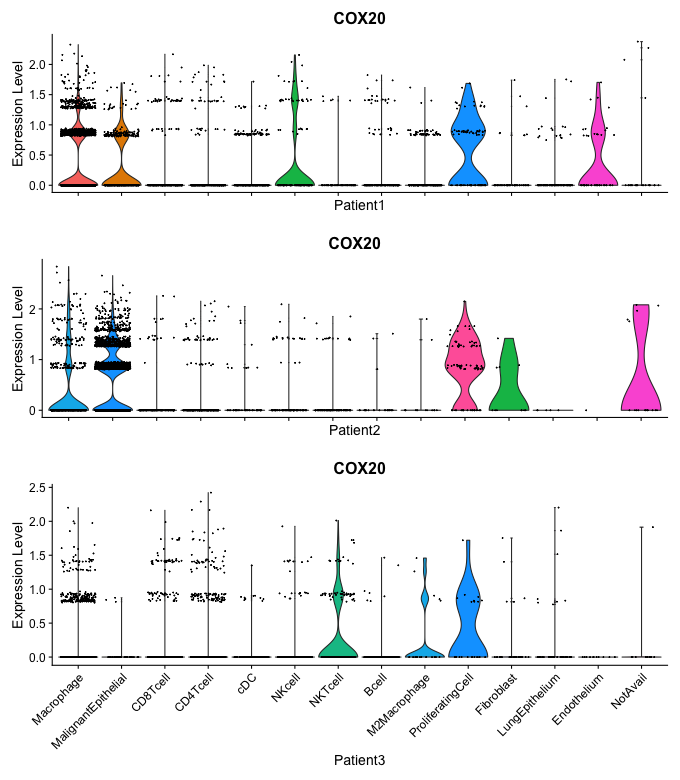 COX20
Expression Level
2.0
1.5
1.0
0.5
0.0
Patient1
COX20
Expression Level
2
1
0
Patient2
COX20
Expression Level
2.5
2.0
1.5
1.0
0.5
0.0
Macrophage
MalignantEpithelial
CD8Tcell
CD4Tcell
cDC
NKcell
NKTcell
Bcell
M2Macrophage
ProliferatingCell
Fibroblast
LungEpithelium
Endothelium
NotAvail
Patient3